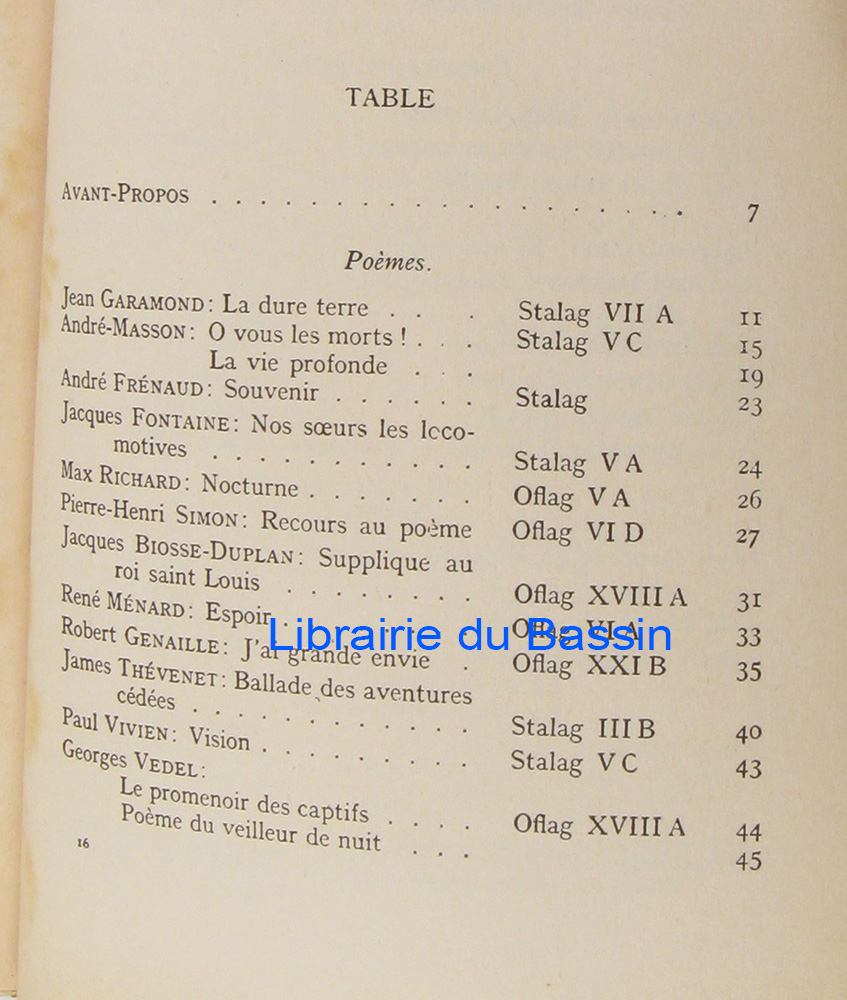 TABLE
AVANT-PROPOS . . . . . . . . . . . . . . . . . . . . 7
Poèmes.
Jean GARAMOND: La dure terre . . . Stalag VII A 11
André-MASSON: O vous les morts ! . . . Stalag V C 15
La vie profonde . . . 19
André FRÉNAUD: Souvenir . . . . . . Stalag 23
Jacques FONTAINE: Nos sœurs les loco-
motives . . . . . . . . . . . Stalag V A 24
Max RICHARD: Nocturne . . . . . . . Oflag V A 26
Pierre-Henri SIMON: Recours au poème Oflag VI D 27
Jacques BIOSSE-DUPLAN: Supplique au
roi saint Louis . . . . . . . . Oflag XVIII A 31
René MÉNARD: Espoir . . . . . . . . Oflag VI A 33
Librairie du Bassin
Robert GENAILLE: J'ai grande envie . Oflag XXI B 35
James THÉVENET: Ballade des aventures
cédées . . . . . . . . . . . . Stalag III B 40
Paul VIVIEN: Vision . . . . . . . . . Stalag V C 43
Georges VEDEL:
Le promenoir des captifs . . . . Oflag XVIII A 44
Poème du veilleur de nuit . . . 45
16